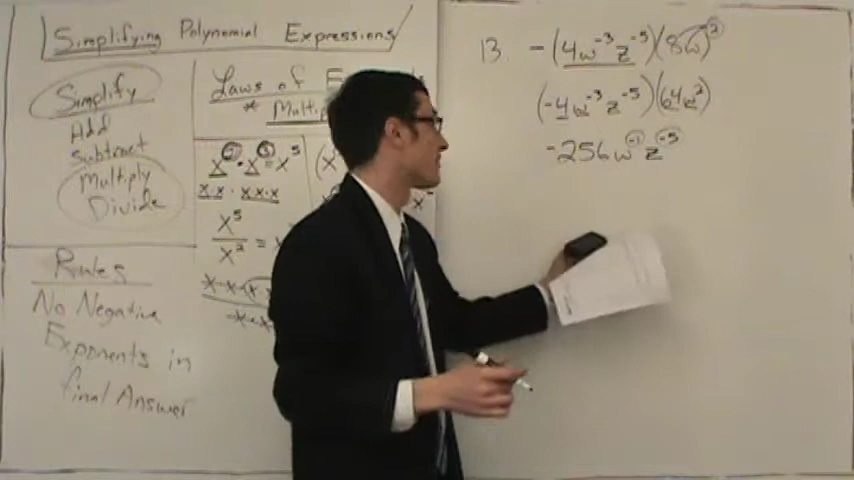 Simplifying Polynomial Expressions
Simplify
Add
Subtract
Multiply
Divide
Rules
No Negative
Exponents in
final Answer
Laws of E
* Multip
x² · x³ = x⁵
x·x · x·x·x
x⁵
x²
=
13. -(4w⁻³z⁻⁵)(8w)²
(-4w⁻³z⁻⁵)(64w²)
-256w⁻¹z⁻⁵